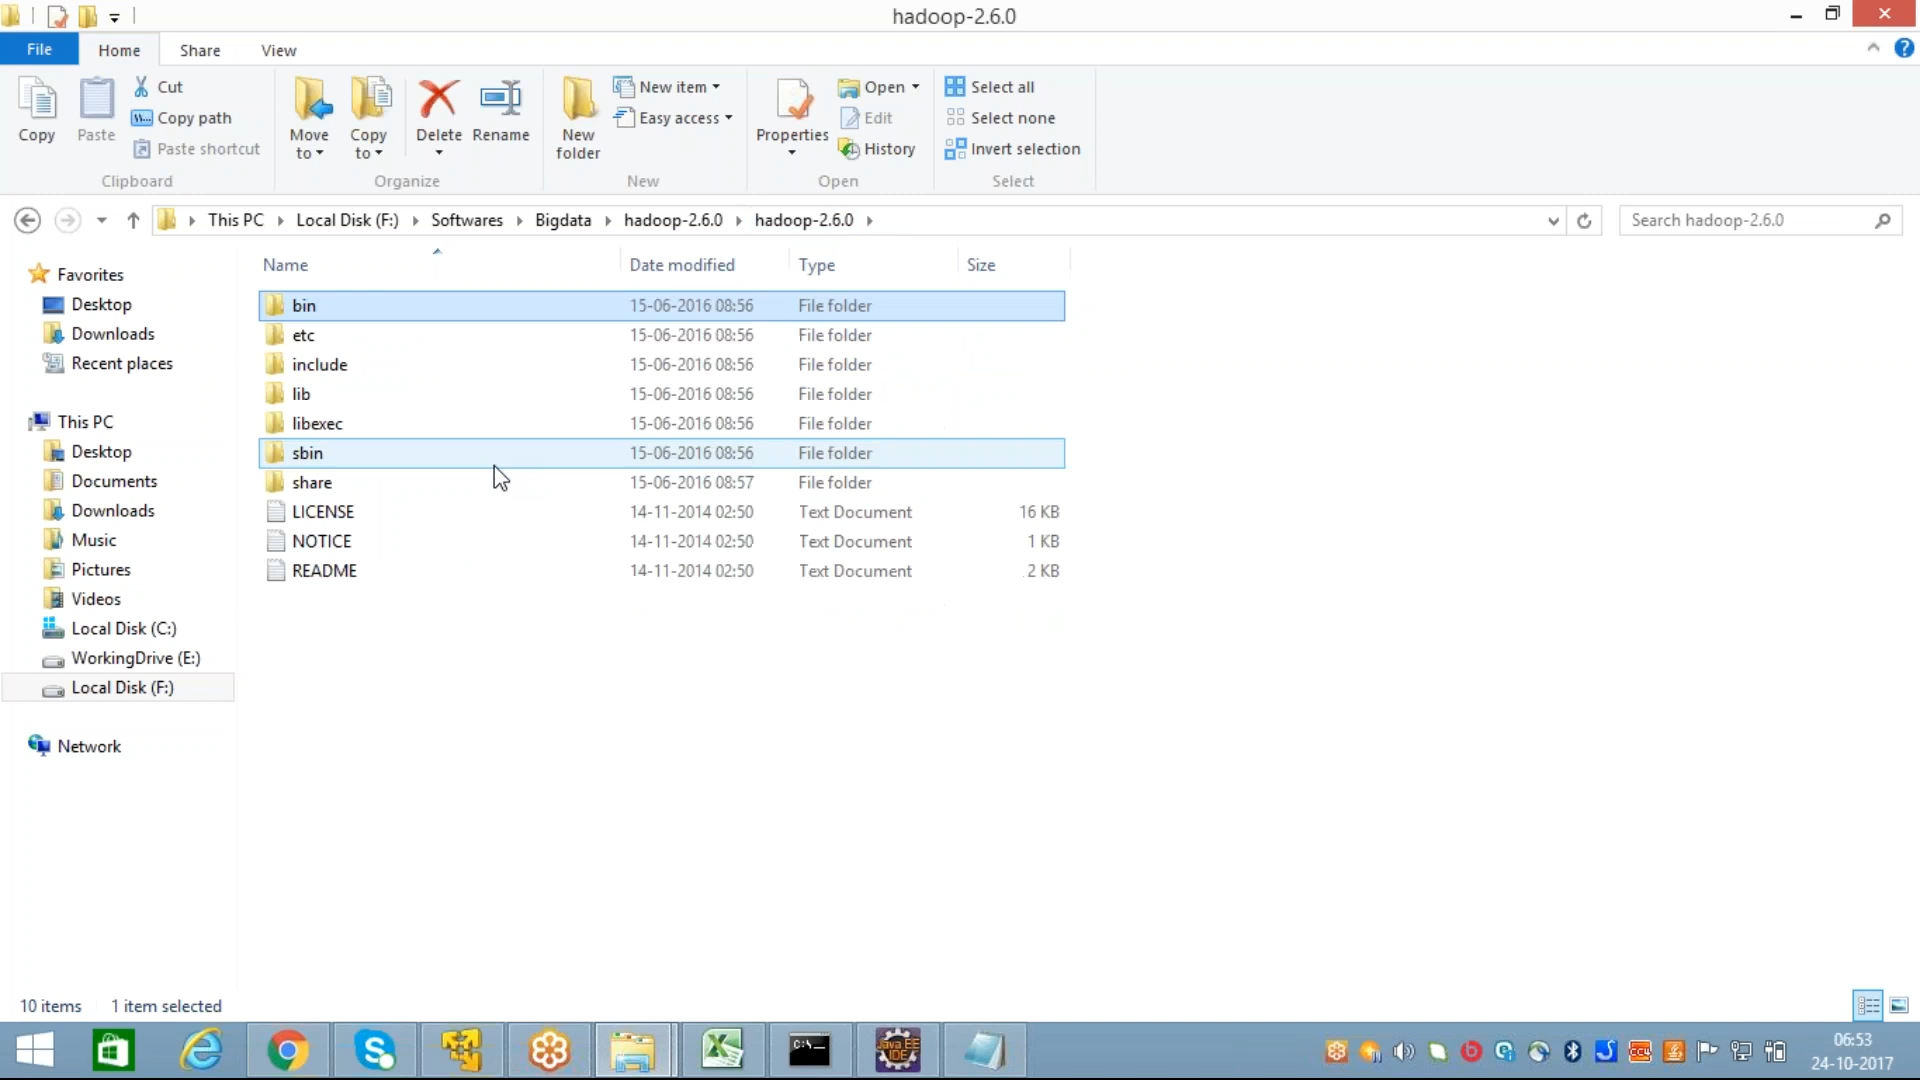 hadoop-2.6.0
File Home Share View
Copy
Paste
Cut
Copy path
Paste shortcut
Clipboard
Move to
Copy to
Delete
Rename
Organize
New folder
New item
Easy access
New
Properties
Open
Edit
History
Open
Select all
Select none
Invert selection
Select
This PC Local Disk (F:) Softwares Bigdata hadoop-2.6.0 hadoop-2.6.0
Search hadoop-2.6.0
Favorites
Desktop
Downloads
Recent places
This PC
Desktop
Documents
Downloads
Music
Pictures
Videos
Local Disk (C:)
WorkingDrive (E:)
Local Disk (F:)
Network
Name Date modified Type Size
bin 15-06-2016 08:56 File folder
etc 15-06-2016 08:56 File folder
include 15-06-2016 08:56 File folder
lib 15-06-2016 08:56 File folder
libexec 15-06-2016 08:56 File folder
sbin 15-06-2016 08:56 File folder
share 15-06-2016 08:57 File folder
LICENSE 14-11-2014 02:50 Text Document 16 KB
NOTICE 14-11-2014 02:50 Text Document 1 KB
README 14-11-2014 02:50 Text Document 2 KB
10 items 1 item selected
Java EE
IDE
06:53
24-10-2017